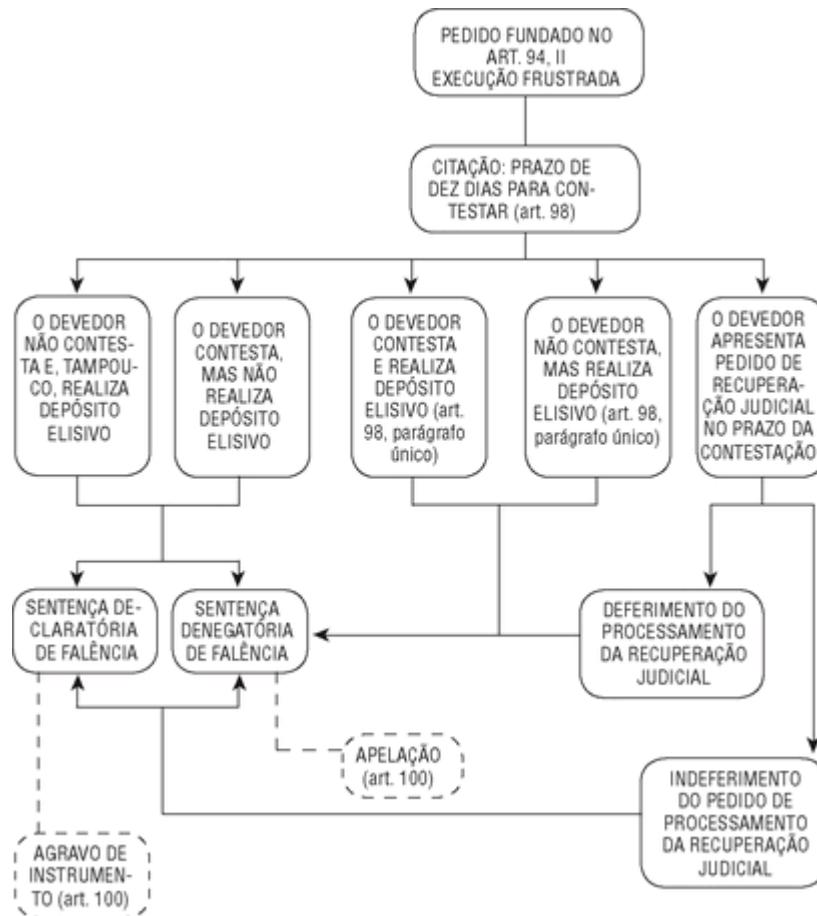 PEDIDO FUNDADO NO
ART. 94, II
EXECUÇÃO FRUSTRADA
CITAÇÃO: PRAZO DE
DEZ DIAS PARA CON-
TESTAR (art. 98)
O DEVEDOR
NÃO CONTES-
TA E, TAMPOU-
CO, REALIZA
DEPÓSITO
ELISIVO
O DEVEDOR
CONTESTA,
MAS NÃO
REALIZA
DEPÓSITO
ELISIVO
O DEVEDOR
CONTESTA
E REALIZA
DEPÓSITO
ELISIVO (art.
98, parágrafo
único)
O DEVEDOR
NÃO CONTESTA,
MAS REALIZA
DEPÓSITO
ELISIVO (art. 98,
parágrafo único)
O DEVEDOR
APRESENTA
PEDIDO DE
RECUPERA-
ÇÃO JUDICIAL
NO PRAZO DA
CONTESTAÇÃO
SENTENÇA DE-
CLARATÓRIA
DE FALÊNCIA
SENTENÇA
DENEGATÓRIA
DE FALÊNCIA
DEFERIMENTO DO
PROCESSAMENTO
DA RECUPERAÇÃO
JUDICIAL
APELAÇÃO
(art. 100)
INDEFERIMENTO
DO PEDIDO DE
PROCESSAMENTO
DA RECUPERAÇÃO
JUDICIAL
AGRAVO DE
INSTRUMEN-
TO (art. 100)